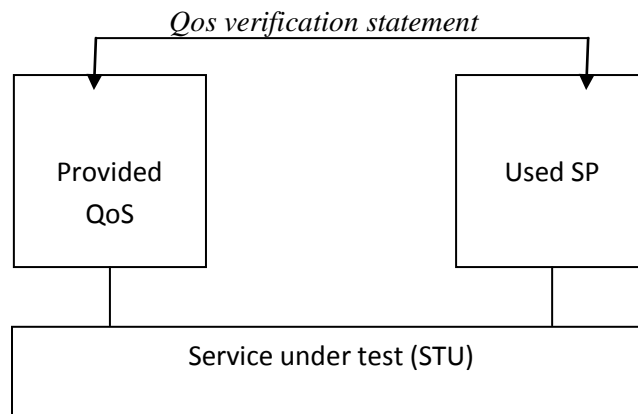 Qos verification statement
Provided
QoS
Used SP
Service under test (STU)